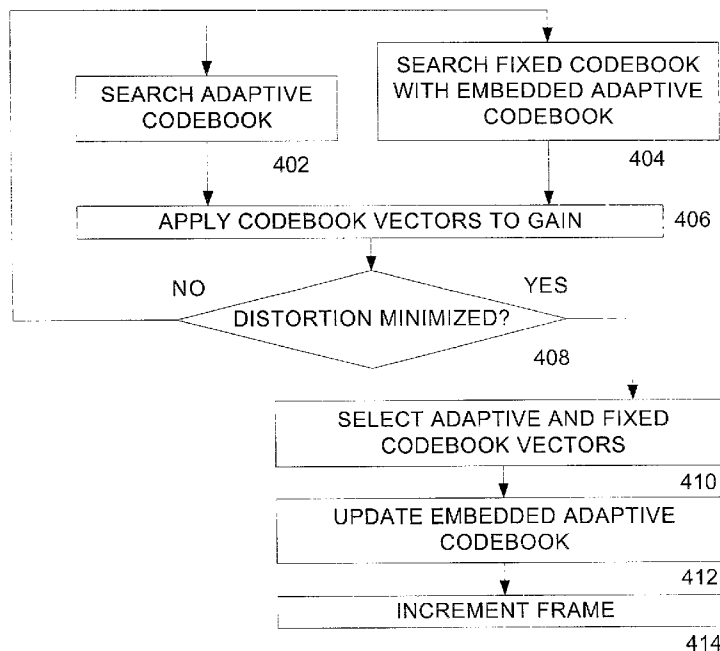 SEARCH ADAPTIVE
CODEBOOK
402
SEARCH FIXED CODEBOOK
WITH EMBEDDED ADAPTIVE
CODEBOOK
404
APPLY CODEBOOK VECTORS TO GAIN
406
NO
YES
DISTORTION MINIMIZED?
408
SELECT ADAPTIVE AND FIXED
CODEBOOK VECTORS
410
UPDATE EMBEDDED ADAPTIVE
CODEBOOK
412
INCREMENT FRAME
414